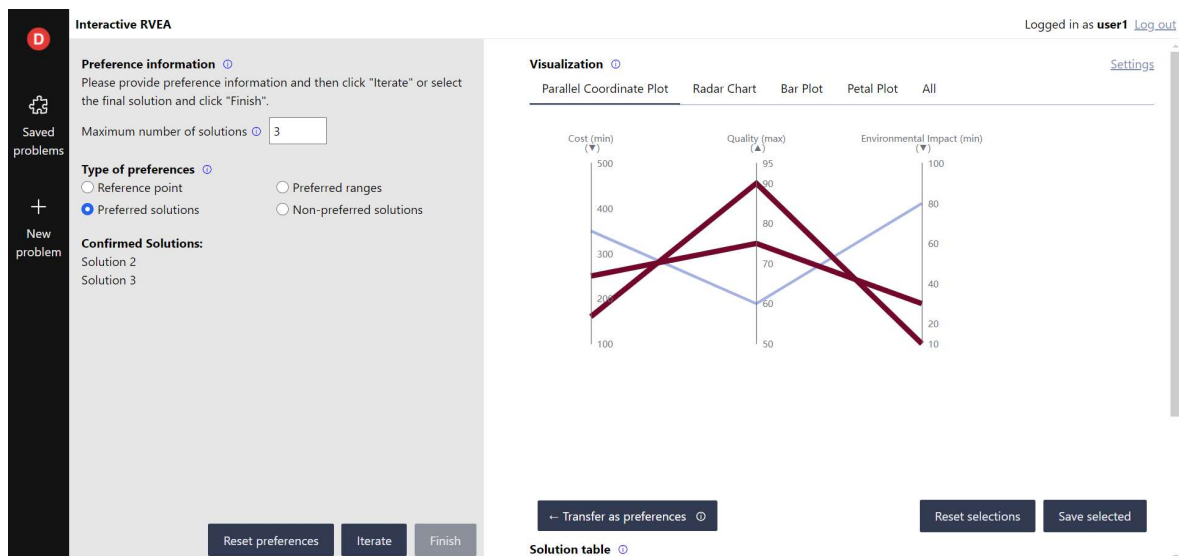 D
Saved
problems
New
problem
Interactive RVEA
Logged in as user1 Log out
Preference information
Please provide preference information and then click "Iterate" or select
the final solution and click "Finish".
Maximum number of solutions 3
Type of preferences
Reference point
Preferred ranges
Preferred solutions
Non-preferred solutions
Confirmed Solutions:
Solution 2
Solution 3
Reset preferences
Iterate
Finish
Visualization
Settings
Parallel Coordinate Plot
Radar Chart
Bar Plot
Petal Plot
All
Cost (min)
(▼)
500
400
300
200
100
Quality (max)
(▲)
95
90
80
70
60
50
Environmental Impact (min)
(▼)
100
80
60
40
20
10
← Transfer as preferences
Reset selections
Save selected
Solution table